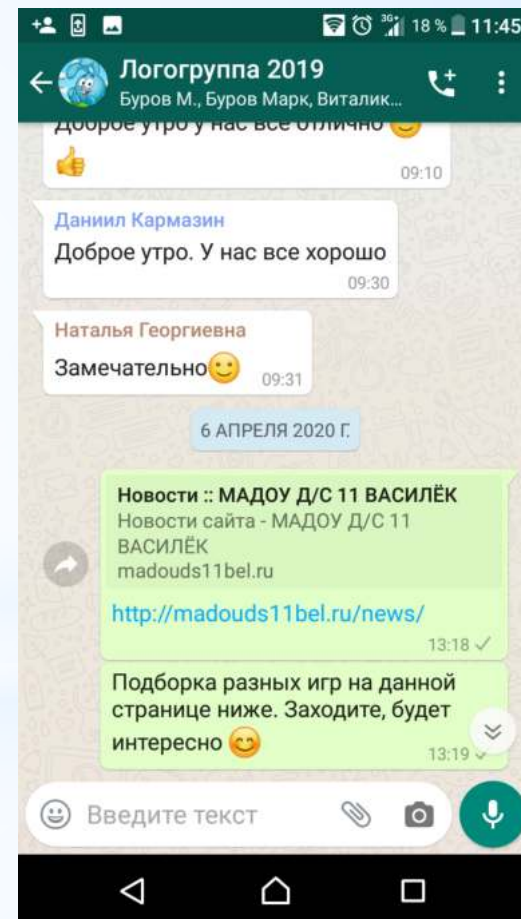 3G 18 % 11:45
Логогруппа 2019
Буров М., Буров Марк, Виталик...
Доброе утро у нас все отлично
09:10
Даниил Кармазин
Доброе утро. У нас все хорошо
09:30
Наталья Георгиевна
Замечательно
09:31
6 АПРЕЛЯ 2020 Г.
Новости :: МАДОУ Д/С 11 ВАСИЛЁК
Новости сайта - МАДОУ Д/С 11
ВАСИЛЁК
madouds11bel.ru
http://madouds11bel.ru/news/
13:18
Подборка разных игр на данной
странице ниже. Заходите, будет
интересно
13:19
Введите текст